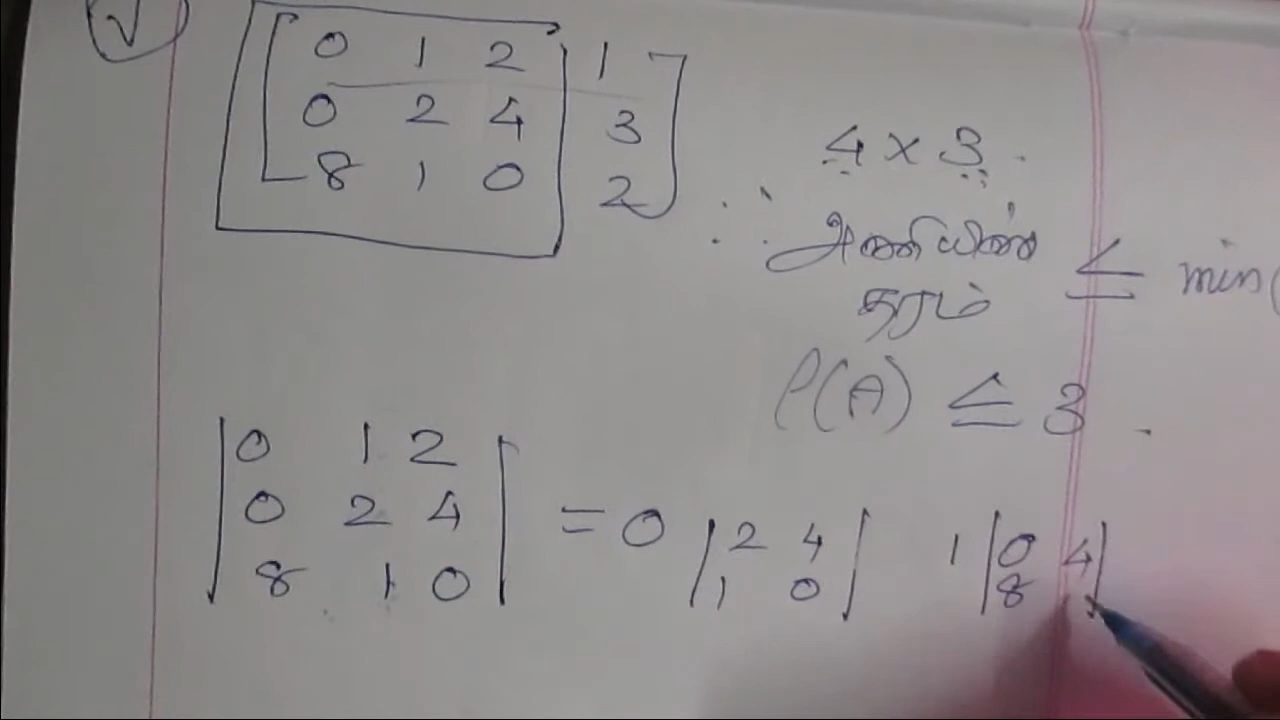 V
0 1 2 1
0 2 4 3
8 1 0 2
4 x 3
∴ அணியின் ≤ min(
தரம்
ρ(A) ≤ 3
0 1 2
0 2 4 = 0 |2 4| 1 |0 4|
8 1 0 |1 0| |8